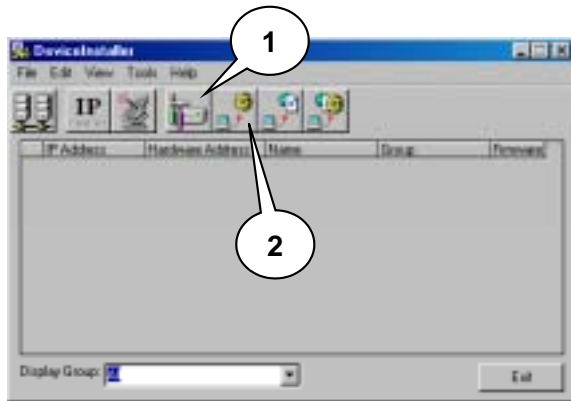 1
DeviceInstaller
File Edit View Tools Help
IP
IP Address Hardware Address Name Group Firmware
2
Display Group:
Exit